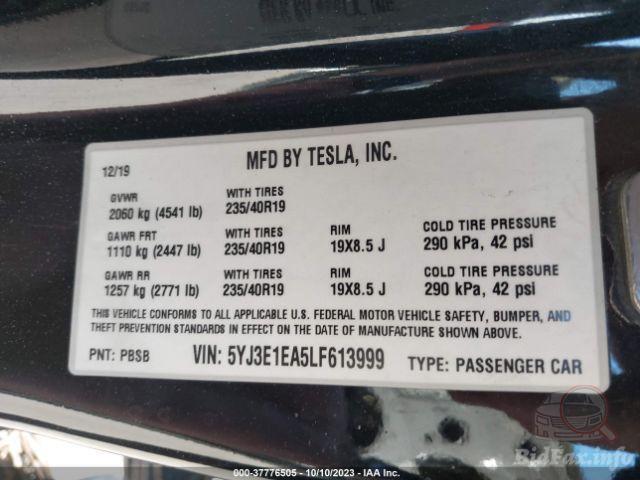 MFD BY TESLA, INC.
12/19
GVWR
2060 kg (4541 lb)
WITH TIRES
235/40R19
GAWR FRT
1110 kg (2447 lb)
WITH TIRES
235/40R19
RIM
19X8.5 J
COLD TIRE PRESSURE
290 kPa, 42 psi
GAWR RR
1257 kg (2771 lb)
WITH TIRES
235/40R19
RIM
19X8.5 J
COLD TIRE PRESSURE
290 kPa, 42 psi
THIS VEHICLE CONFORMS TO ALL APPLICABLE U.S. FEDERAL MOTOR VEHICLE SAFETY, BUMPER, AND
THEFT PREVENTION STANDARDS IN EFFECT ON THE DATE OF MANUFACTURE SHOWN ABOVE.
PNT: PBSB
VIN: 5YJ3E1EA5LF613999
TYPE: PASSENGER CAR
000-37776505 - 10/10/2023 - IAA Inc.
BidFax.info